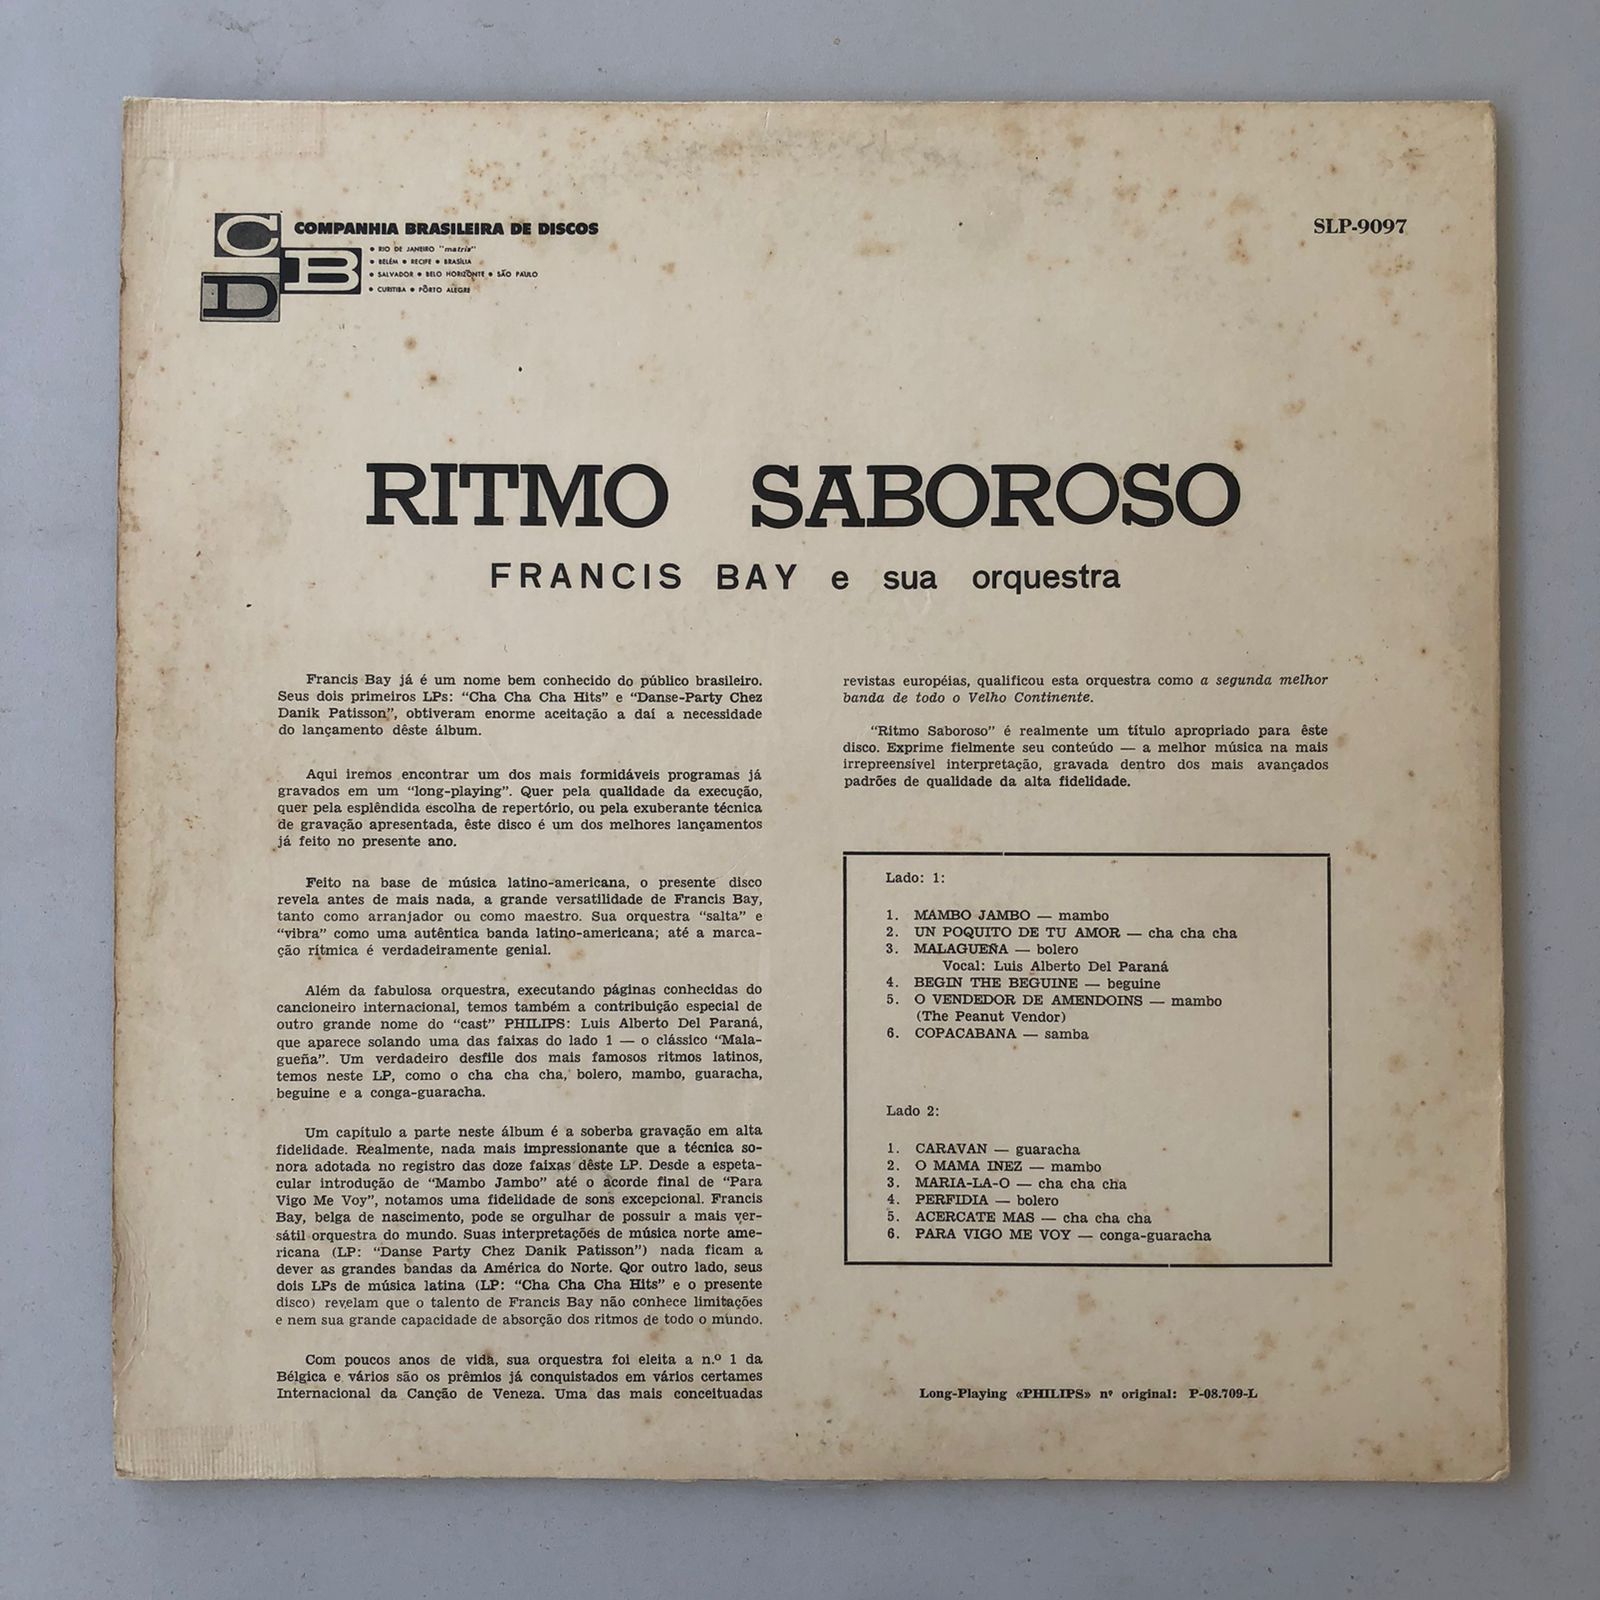 C
B
D
COMPANHIA BRASILEIRA DE DISCOS
• RIO DE JANEIRO "matriz"
• BELÉM • RECIFE • BRASÍLIA
• SALVADOR • BELO HORIZONTE • SÃO PAULO
• CURITIBA • PÔRTO ALEGRE
SLP-9097
RITMO SABOROSO
FRANCIS BAY e sua orquestra
Francis Bay já é um nome bem conhecido do público brasileiro.
Seus dois primeiros LPs: “Cha Cha Cha Hits” e “Danse-Party Chez
Danik Patisson”, obtiveram enorme aceitação a daí a necessidade
do lançamento dêste álbum.
Aqui iremos encontrar um dos mais formidáveis programas já
gravados em um “long-playing”. Quer pela qualidade da execução,
quer pela esplêndida escolha de repertório, ou pela exuberante técnica
de gravação apresentada, êste disco é um dos melhores lançamentos
já feito no presente ano.
Feito na base de música latino-americana, o presente disco
revela antes de mais nada, a grande versatilidade de Francis Bay,
tanto como arranjador ou como maestro. Sua orquestra “salta” e
“vibra” como uma autêntica banda latino-americana; até a marca-
ção rítmica é verdadeiramente genial.
Além da fabulosa orquestra, executando páginas conhecidas do
cancioneiro internacional, temos também a contribuição especial de
outro grande nome do “cast” PHILIPS: Luis Alberto Del Paraná,
que aparece solando uma das faixas do lado 1 — o clássico “Mala-
gueña”. Um verdadeiro desfile dos mais famosos ritmos latinos,
temos neste LP, como o cha cha cha, bolero, mambo, guaracha,
beguine e a conga-guaracha.
Um capítulo a parte neste álbum é a soberba gravação em alta
fidelidade. Realmente, nada mais impressionante que a técnica so-
nora adotada no registro das doze faixas dêste LP. Desde a espeta-
cular introdução de “Mambo Jambo” até o acorde final de “Para
Vigo Me Voy”, notamos uma fidelidade de sons excepcional. Francis
Bay, belga de nascimento, pode se orgulhar de possuir a mais ver-
sátil orquestra do mundo. Suas interpretações de música norte ame-
ricana (LP: “Danse Party Chez Danik Patisson”) nada ficam a
dever as grandes bandas da América do Norte. Qor outro lado, seus
dois LPs de música latina (LP: “Cha Cha Cha Hits” e o presente
disco) revelam que o talento de Francis Bay não conhece limitações
e nem sua grande capacidade de absorção dos ritmos de todo o mundo.
Com poucos anos de vida, sua orquestra foi eleita a n.º 1 da
Bélgica e vários são os prêmios já conquistados em vários certames
Internacional da Canção de Veneza. Uma das mais conceituadas
revistas européias, qualificou esta orquestra como a segunda melhor
banda de todo o Velho Continente.
“Ritmo Saboroso” é realmente um título apropriado para êste
disco. Exprime fielmente seu conteúdo — a melhor música na mais
irrepreensível interpretação, gravada dentro dos mais avançados
padrões de qualidade da alta fidelidade.
Lado: 1:
1. MAMBO JAMBO — mambo
2. UN POQUITO DE TU AMOR — cha cha cha
3. MALAGUEÑA — bolero
Vocal: Luis Alberto Del Paraná
4. BEGIN THE BEGUINE — beguine
5. O VENDEDOR DE AMENDOINS — mambo
(The Peanut Vendor)
6. COPACABANA — samba
Lado 2:
1. CARAVAN — guaracha
2. O MAMA INEZ — mambo
3. MARIA-LA-O — cha cha cha
4. PERFIDIA — bolero
5. ACERCATE MAS — cha cha cha
6. PARA VIGO ME VOY — conga-guaracha
Long-Playing «PHILIPS» nº original: P-08.709-L